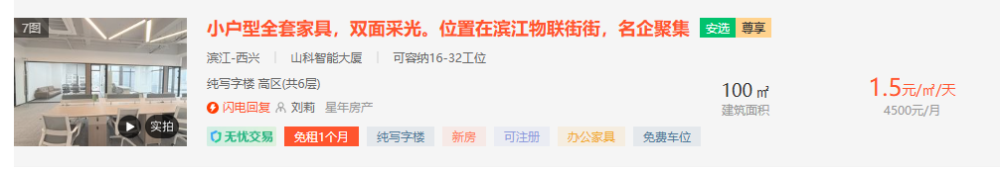 7图
实拍
小户型全套家具，双面采光。位置在滨江物联街街，名企聚集 安选 尊享
滨江-西兴 山科智能大厦 可容纳16-32工位
纯写字楼 高区(共6层)
闪电回复 刘莉 星年房产
无忧交易 免租1个月 纯写字楼 新房 可注册 办公家具 免费车位
100㎡
建筑面积
1.5元/㎡/天
4500元/月